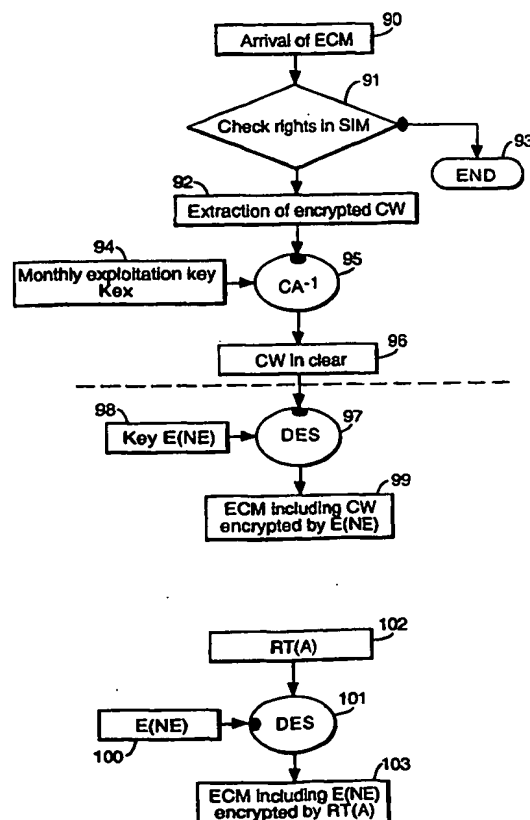 90
Arrival of ECM
91
Check rights in SIM
93
END
92
Extraction of encrypted CW
94
Monthly exploitation key
Kex
95
CA-1
96
CW in clear
98
Key E(NE)
97
DES
99
ECM including CW
encrypted by E(NE)
102
RT(A)
101
DES
E(NE)
100
103
ECM including E(NE)
encrypted by RT(A)